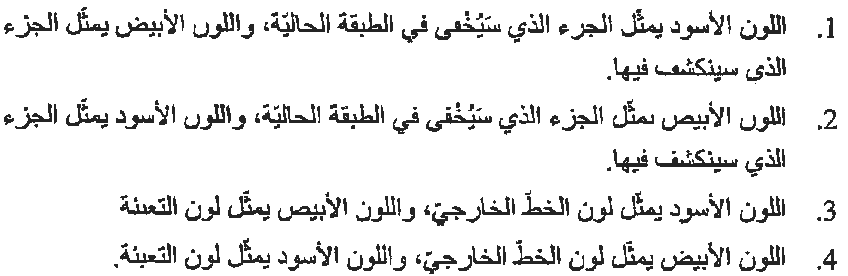 1. اللون الأسود يمثّل الجزء الذي سَيُخْفى في الطبقة الحاليّة، واللون الأبيض يمثّل الجزء
الذي سينكشف فيها.
2. اللون الأبيض يمثّل الجزء الذي سَيُخْفى في الطبقة الحاليّة، واللون الأسود يمثّل الجزء
الذي سينكشف فيها.
3. اللون الأسود يمثّل لون الخطّ الخارجيّ، واللون الأبيض يمثّل لون التعبئة
4. اللون الأبيض يمثّل لون الخطّ الخارجيّ، واللون الأسود يمثّل لون التعبئة.